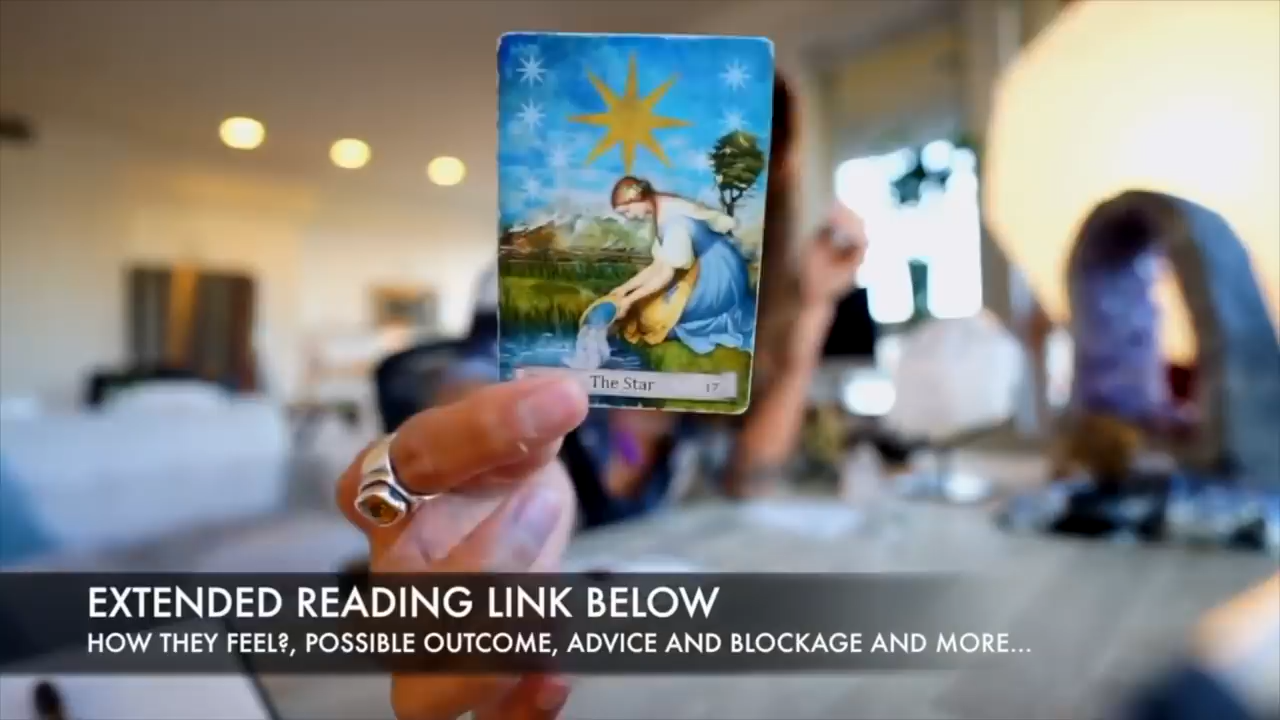 The Star 17
EXTENDED READING LINK BELOW
HOW THEY FEEL?, POSSIBLE OUTCOME, ADVICE AND BLOCKAGE AND MORE...